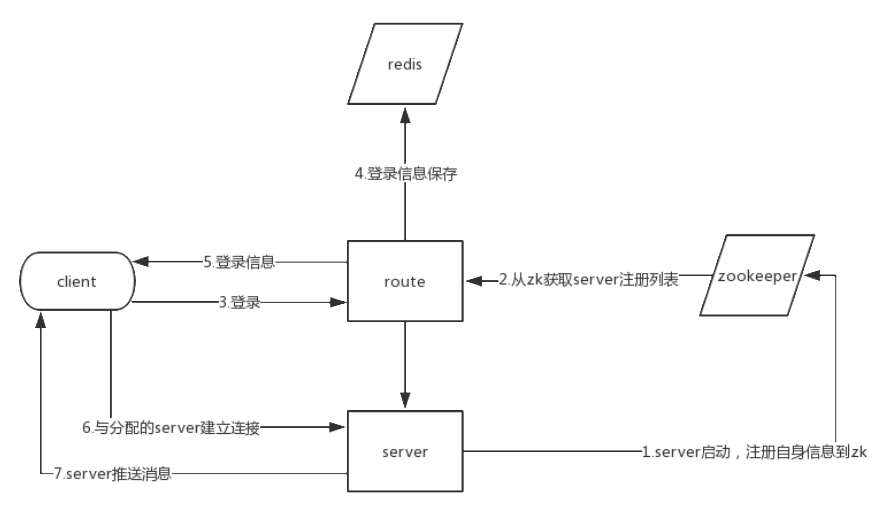 redis
4.登录信息保存
5.登录信息
client
route
2.从zk获取server注册列表
zookeeper
3.登录
6.与分配的server建立连接
server
1.server启动，注册自身信息到zk
7.server推送消息